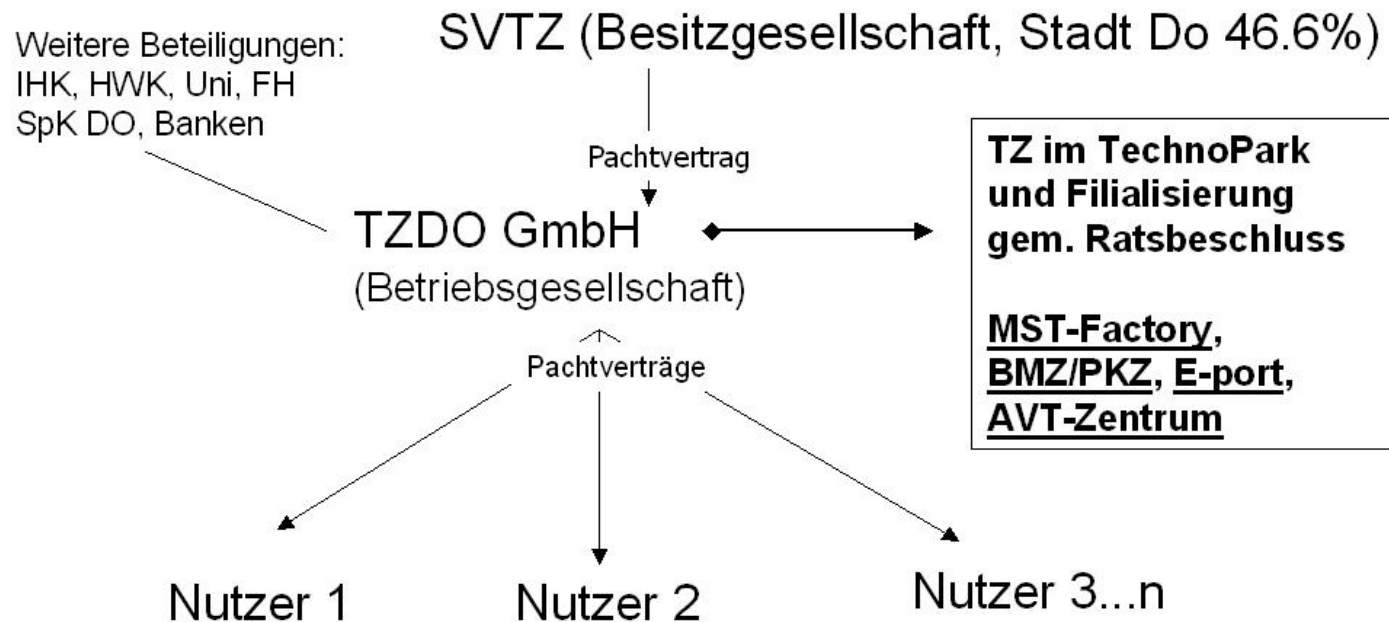 Weitere Beteiligungen:
IHK, HWK, Uni, FH
SpK DO, Banken
SVTZ (Besitzgesellschaft, Stadt Do 46.6%)
Pachtvertrag
TZDO GmbH
(Betriebsgesellschaft)
TZ im TechnoPark
und Filialisierung
gem. Ratsbeschluss
MST-Factory,
BMZ/PKZ, E-port,
AVT-Zentrum
Pachtverträge
Nutzer 1
Nutzer 2
Nutzer 3...n